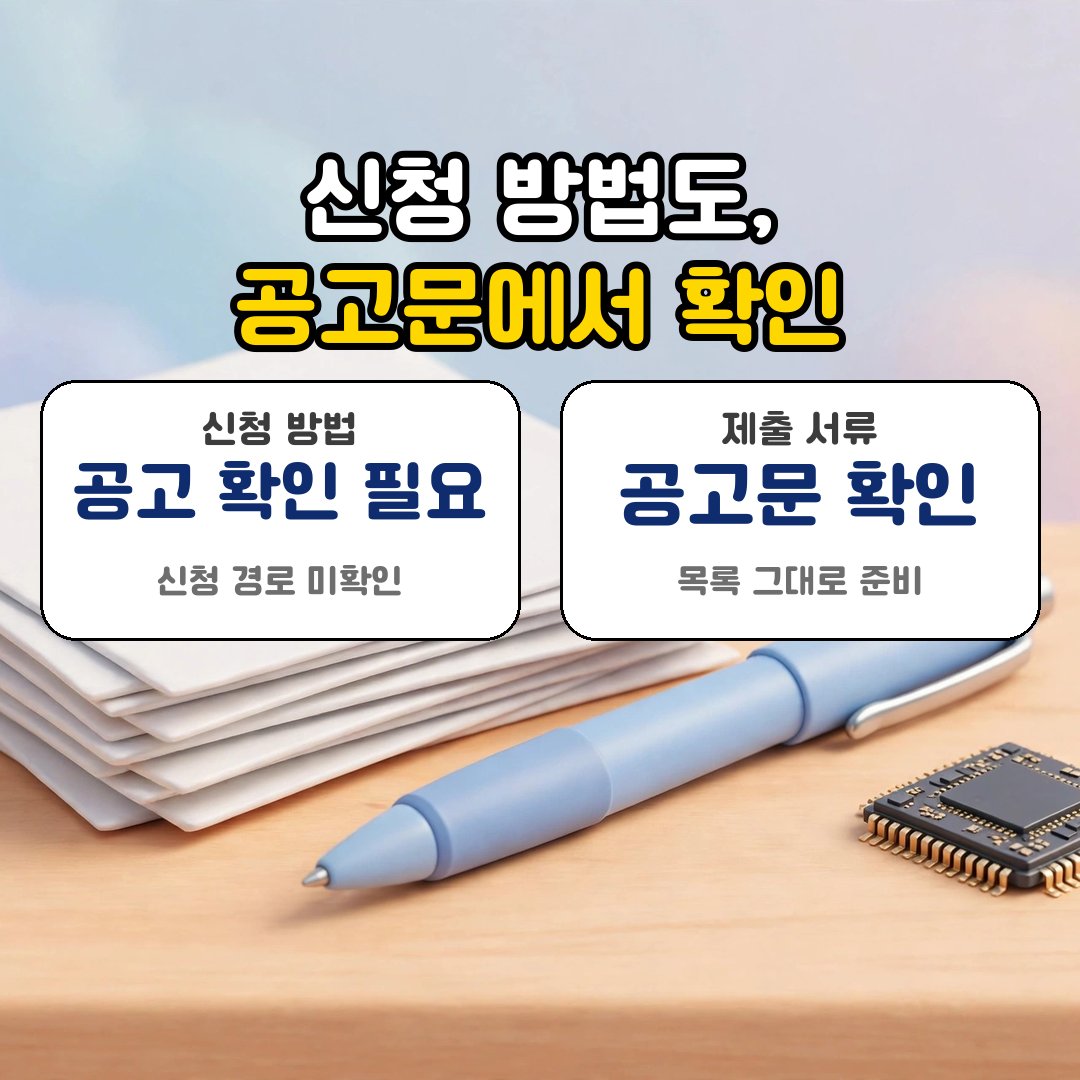 신청 방법도,
공고문에서 확인
신청 방법
공고 확인 필요
신청 경로 미확인
제출 서류
공고문 확인
목록 그대로 준비